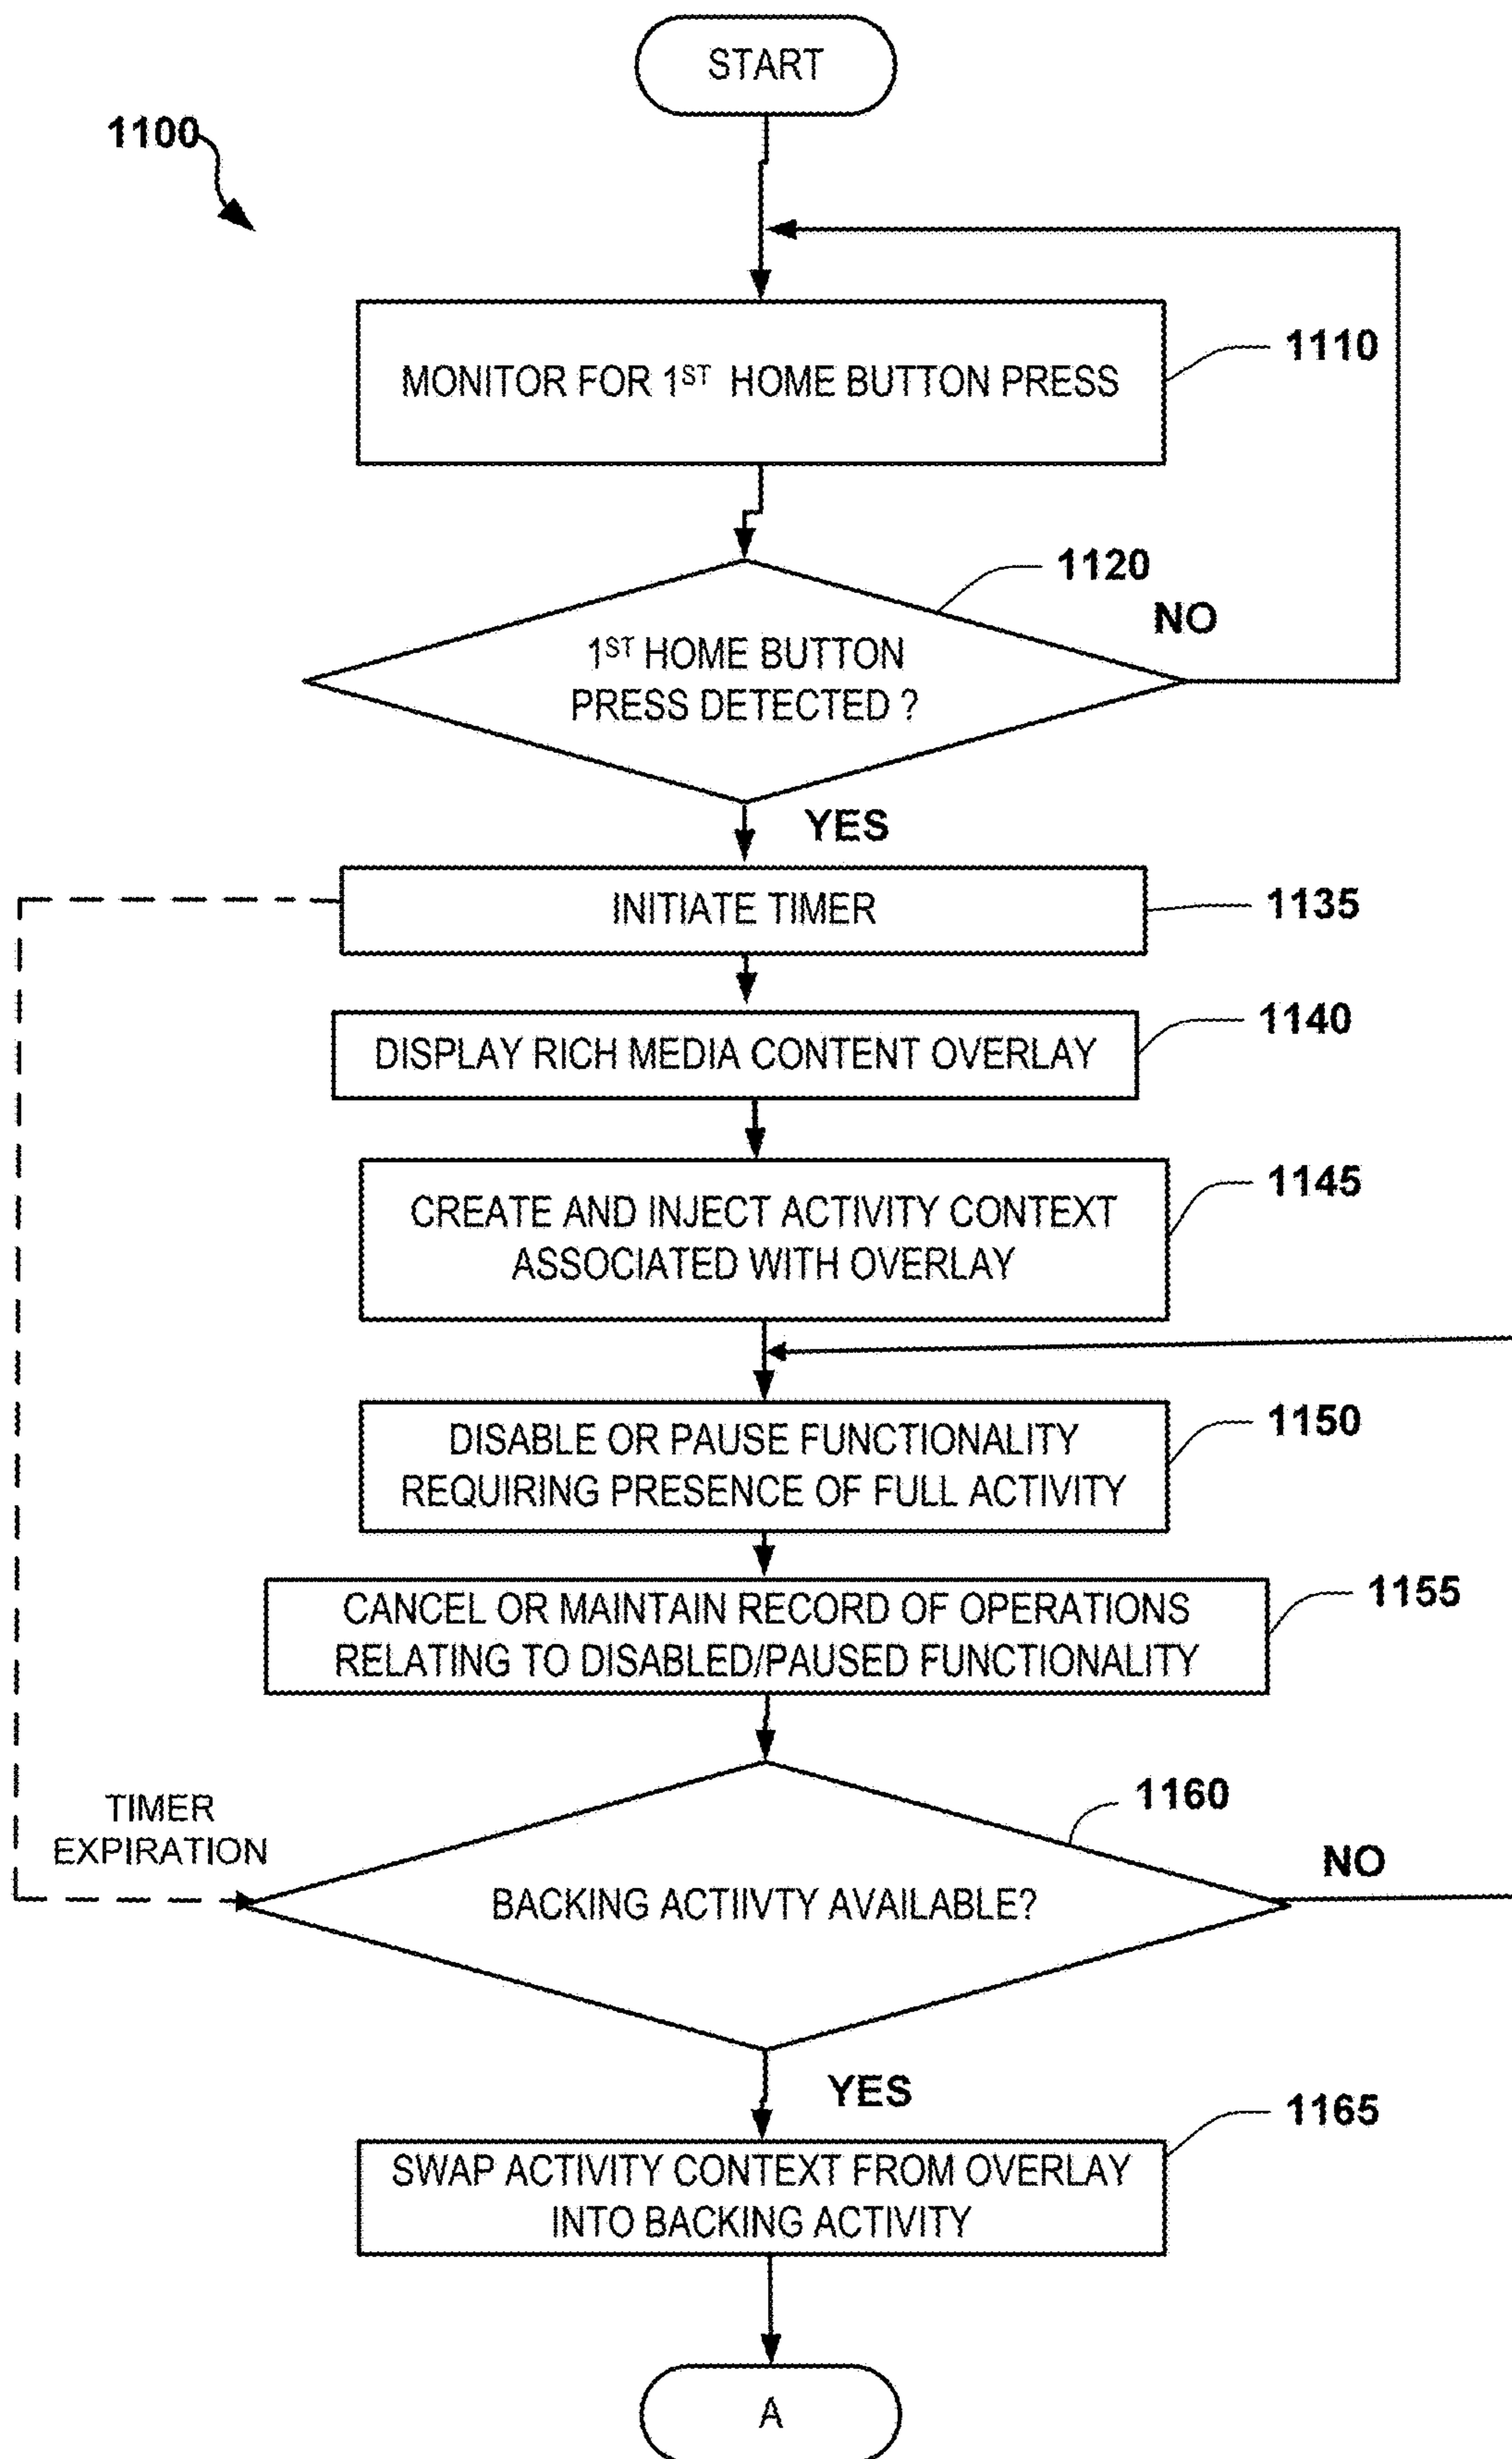 START
1100
MONITOR FOR 1ST HOME BUTTON PRESS
1110
1120
NO
1ST HOME BUTTON
PRESS DETECTED ?
YES
INITIATE TIMER
1135
DISPLAY RICH MEDIA CONTENT OVERLAY
1140
CREATE AND INJECT ACTIVITY CONTEXT
ASSOCIATED WITH OVERLAY
1145
DISABLE OR PAUSE FUNCTIONALITY
REQUIRING PRESENCE OF FULL ACTIVITY
1150
CANCEL OR MAINTAIN RECORD OF OPERATIONS
RELATING TO DISABLED/PAUSED FUNCTIONALITY
1155
TIMER
EXPIRATION
1160
NO
BACKING ACTIIVTY AVAILABLE?
YES
1165
SWAP ACTIVITY CONTEXT FROM OVERLAY
INTO BACKING ACTIVITY
A